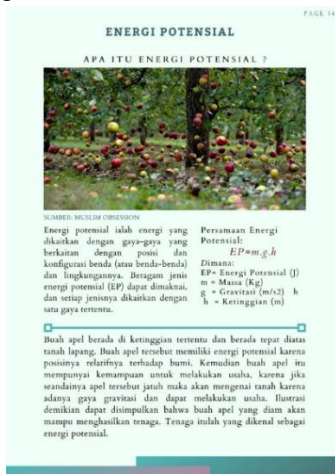 PAGE 14
ENERGI POTENSIAL
APA ITU ENERGI POTENSIAL ?
SUMBER: MUSLIM OBSESSION
Energi potensial ialah energi yang
dikaitkan dengan gaya-gaya yang
berkaitan dengan posisi dan
konfigurasi benda (atau benda-benda)
dan lingkungannya. Beragam jenis
energi potensial (EP) dapat dimaknai,
dan setiap jenisnya dikaitkan dengan
satu gaya tertentu.
Persamaan Energi
Potensial:
EP=m.g.h
Dimana:
EP= Energi Potensial (J)
m = Massa (Kg)
g = Gravitasi (m/s2) h
h = Ketinggian (m)
Buah apel berada di ketinggian tertentu dan berada tepat diatas
tanah lapang. Buah apel tersebut memiliki energi potensial karena
posisinya relatifnya terhadap bumi. Kemudian buah apel itu
mempunyai kemampuan untuk melakukan usaha, karena jika
seandainya apel tersebut jatuh maka akan mengenai tanah karena
adanya gaya gravitasi dan dapat melakukan usaha. Ilustrasi
demikian dapat disimpulkan bahwa buah apel yang diam akan
mampu menghasilkan tenaga. Tenaga itulah yang dikenal sebagai
energi potensial.